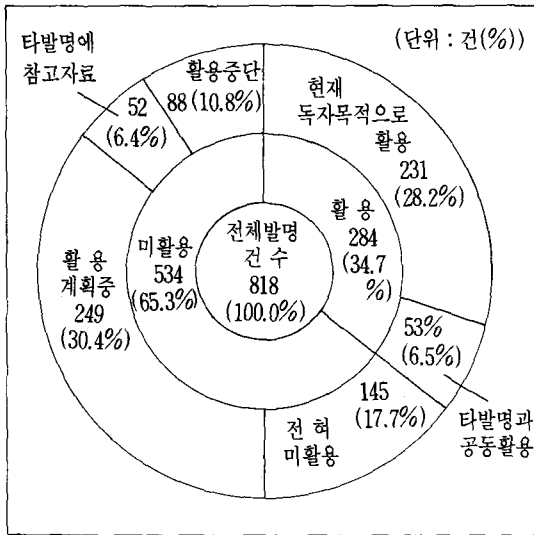 (단위 : 건(%))
타발명에
참고자료
52
(6.4%)
활용중단
88(10.8%)
현재
독자목적으로
활용
231
(28.2%)
활 용
284
(34.7
%)
미활용
534
(65.3%)
전체발명
건 수
818
(100.0%)
활 용
계획중
249
(30.4%)
53%
(6.5%)
타발명과
공동활용
145
(17.7%)
전 혀
미활용